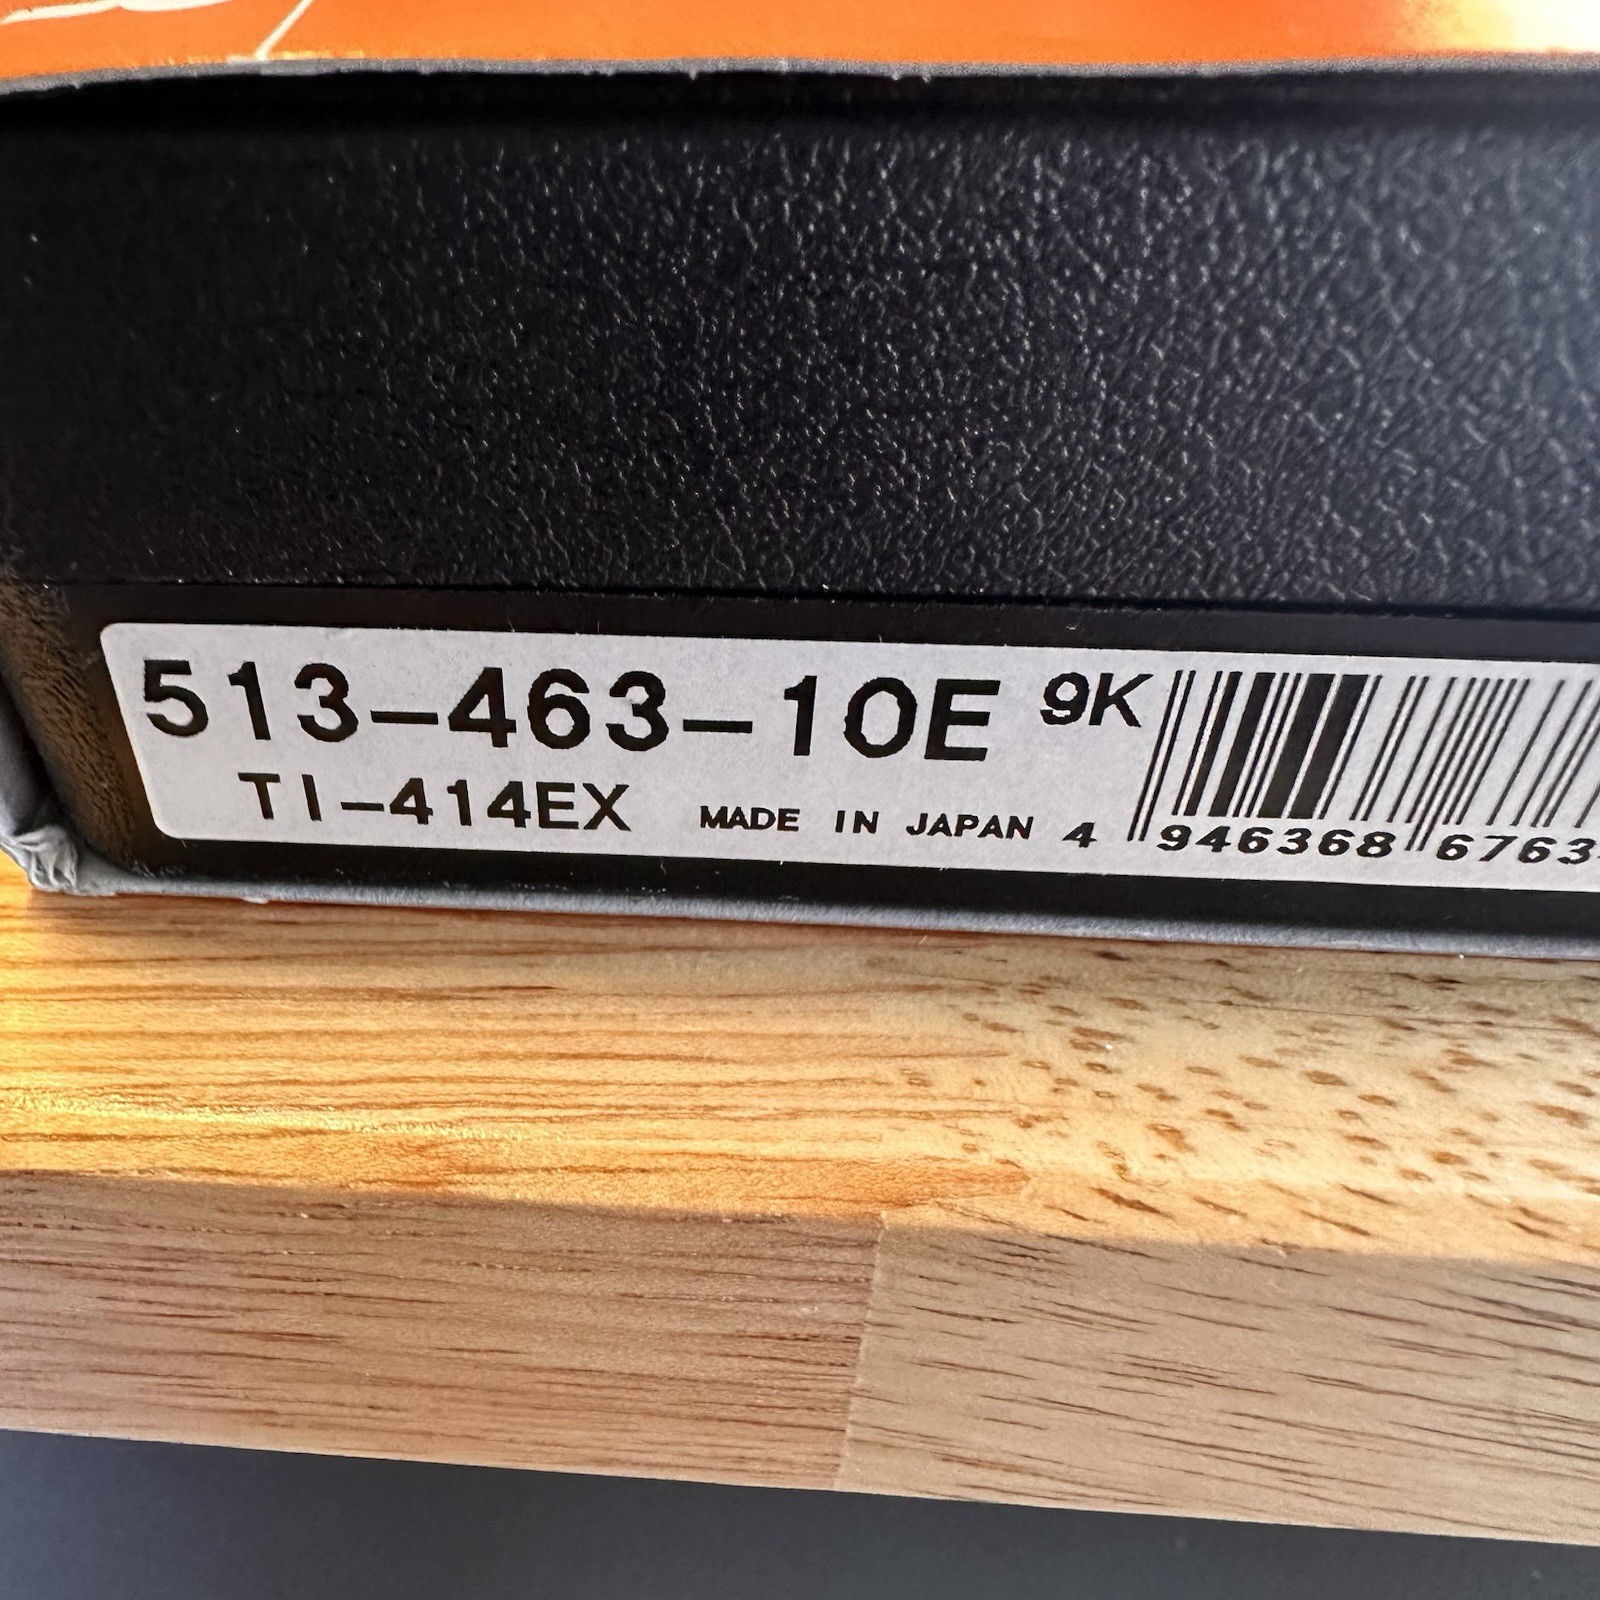 513-463-10E 9K
TI-414EX MADE IN JAPAN
4 946368 6763